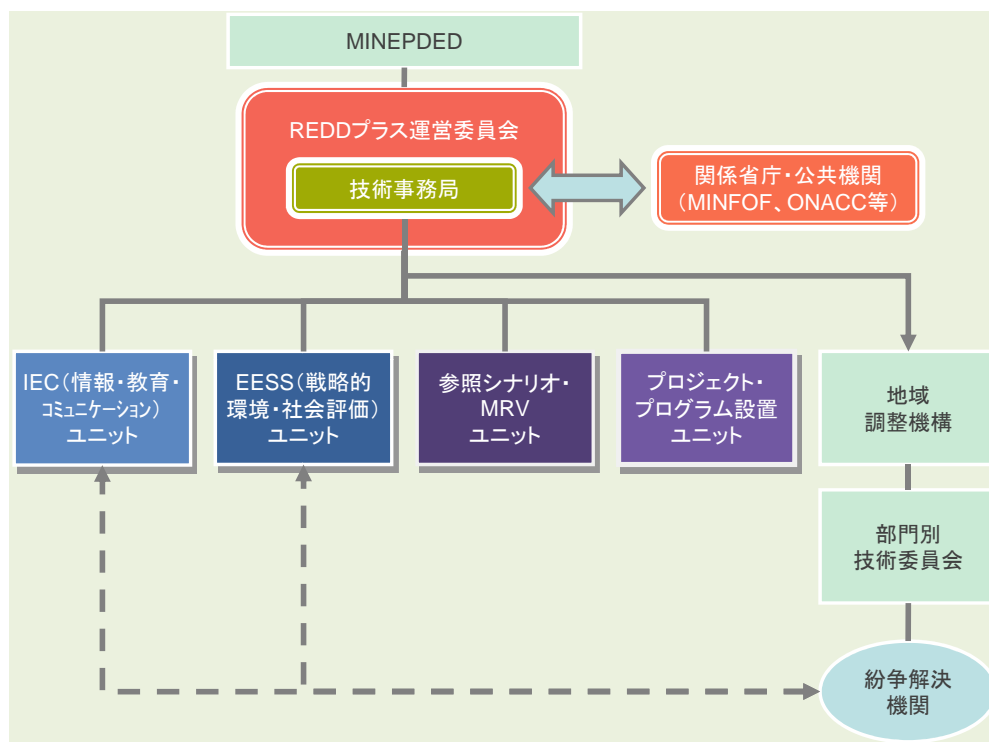 MINEPDED
REDDプラス運営委員会
技術事務局
関係省庁・公共機関
（MINFOF、ONACC等）
IEC（情報・教育・
コミュニケーション）
ユニット
EESS（戦略的
環境・社会評価）
ユニット
参照シナリオ・
MRV
ユニット
プロジェクト・
プログラム設置
ユニット
地域
調整機構
部門別
技術委員会
紛争解決
機関